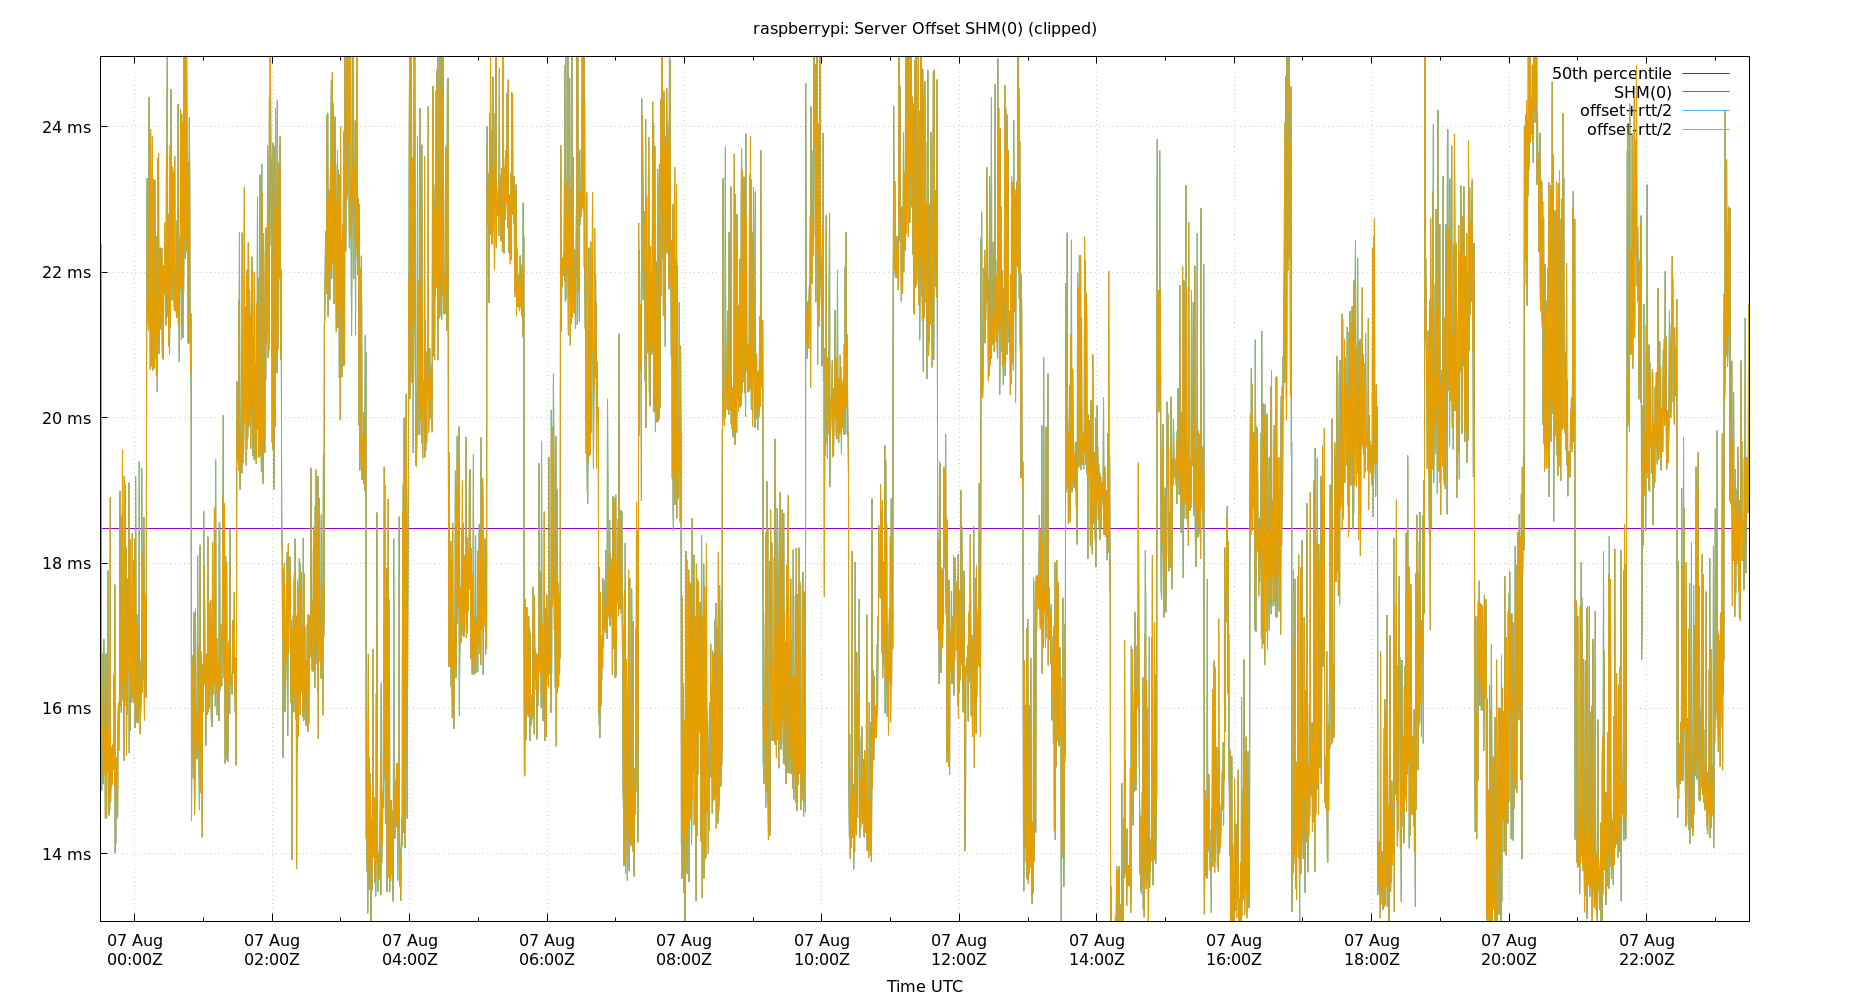 raspberrypi: Server Offset SHM(0) (clipped)
50th percentile
SHM(0)
offset+rtt/2
offset-rtt/2
24 ms
22 ms
20 ms
18 ms
16 ms
14 ms
07 Aug 07 Aug 07 Aug 07 Aug 07 Aug 07 Aug 07 Aug 07 Aug 07 Aug 07 Aug 07 Aug 07 Aug
00:00Z 02:00Z 04:00Z 06:00Z 08:00Z 10:00Z 12:00Z 14:00Z 16:00Z 18:00Z 20:00Z 22:00Z
Time UTC